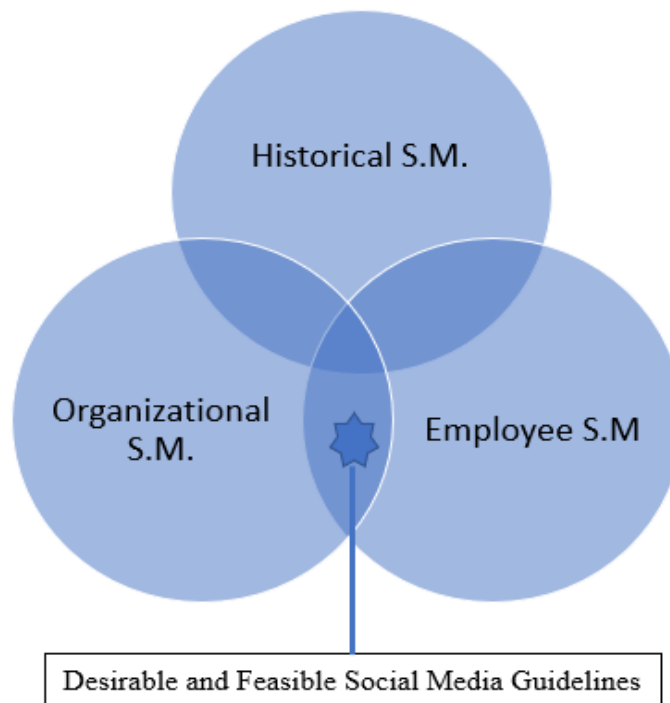 Historical S.M.
Organizational
S.M.
Employee S.M
Desirable and Feasible Social Media Guidelines